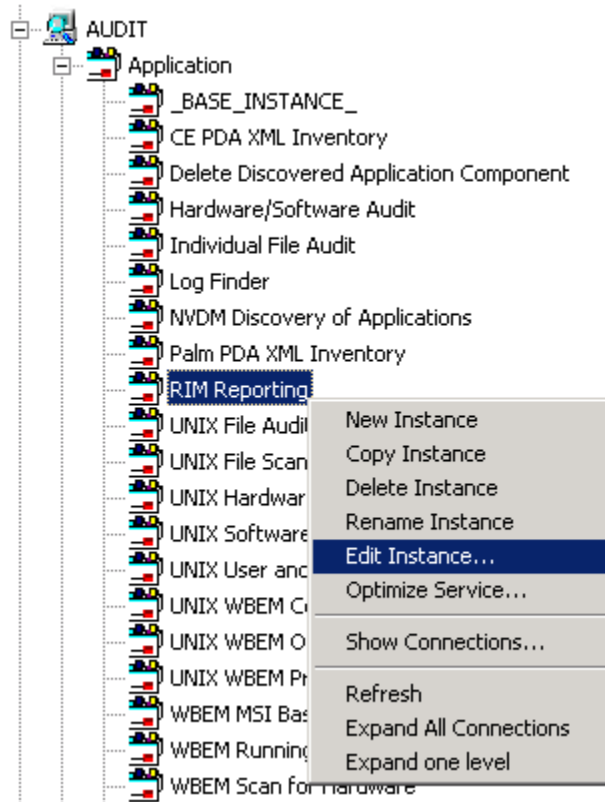 AUDIT
Application
_BASE_INSTANCE_
CE PDA XML Inventory
Delete Discovered Application Component
Hardware/Software Audit
Individual File Audit
Log Finder
NVDM Discovery of Applications
Palm PDA XML Inventory
RIM Reporting
UNIX File Audi
UNIX File Scan
UNIX Hardwar
UNIX Software
UNIX User and
UNIX WBEM C
UNIX WBEM O
UNIX WBEM Pr
WBEM MSI Bas
WBEM Running
WBEM Scan for Hardware
New Instance
Copy Instance
Delete Instance
Rename Instance
Edit Instance...
Optimize Service...
Show Connections...
Refresh
Expand All Connections
Expand one level